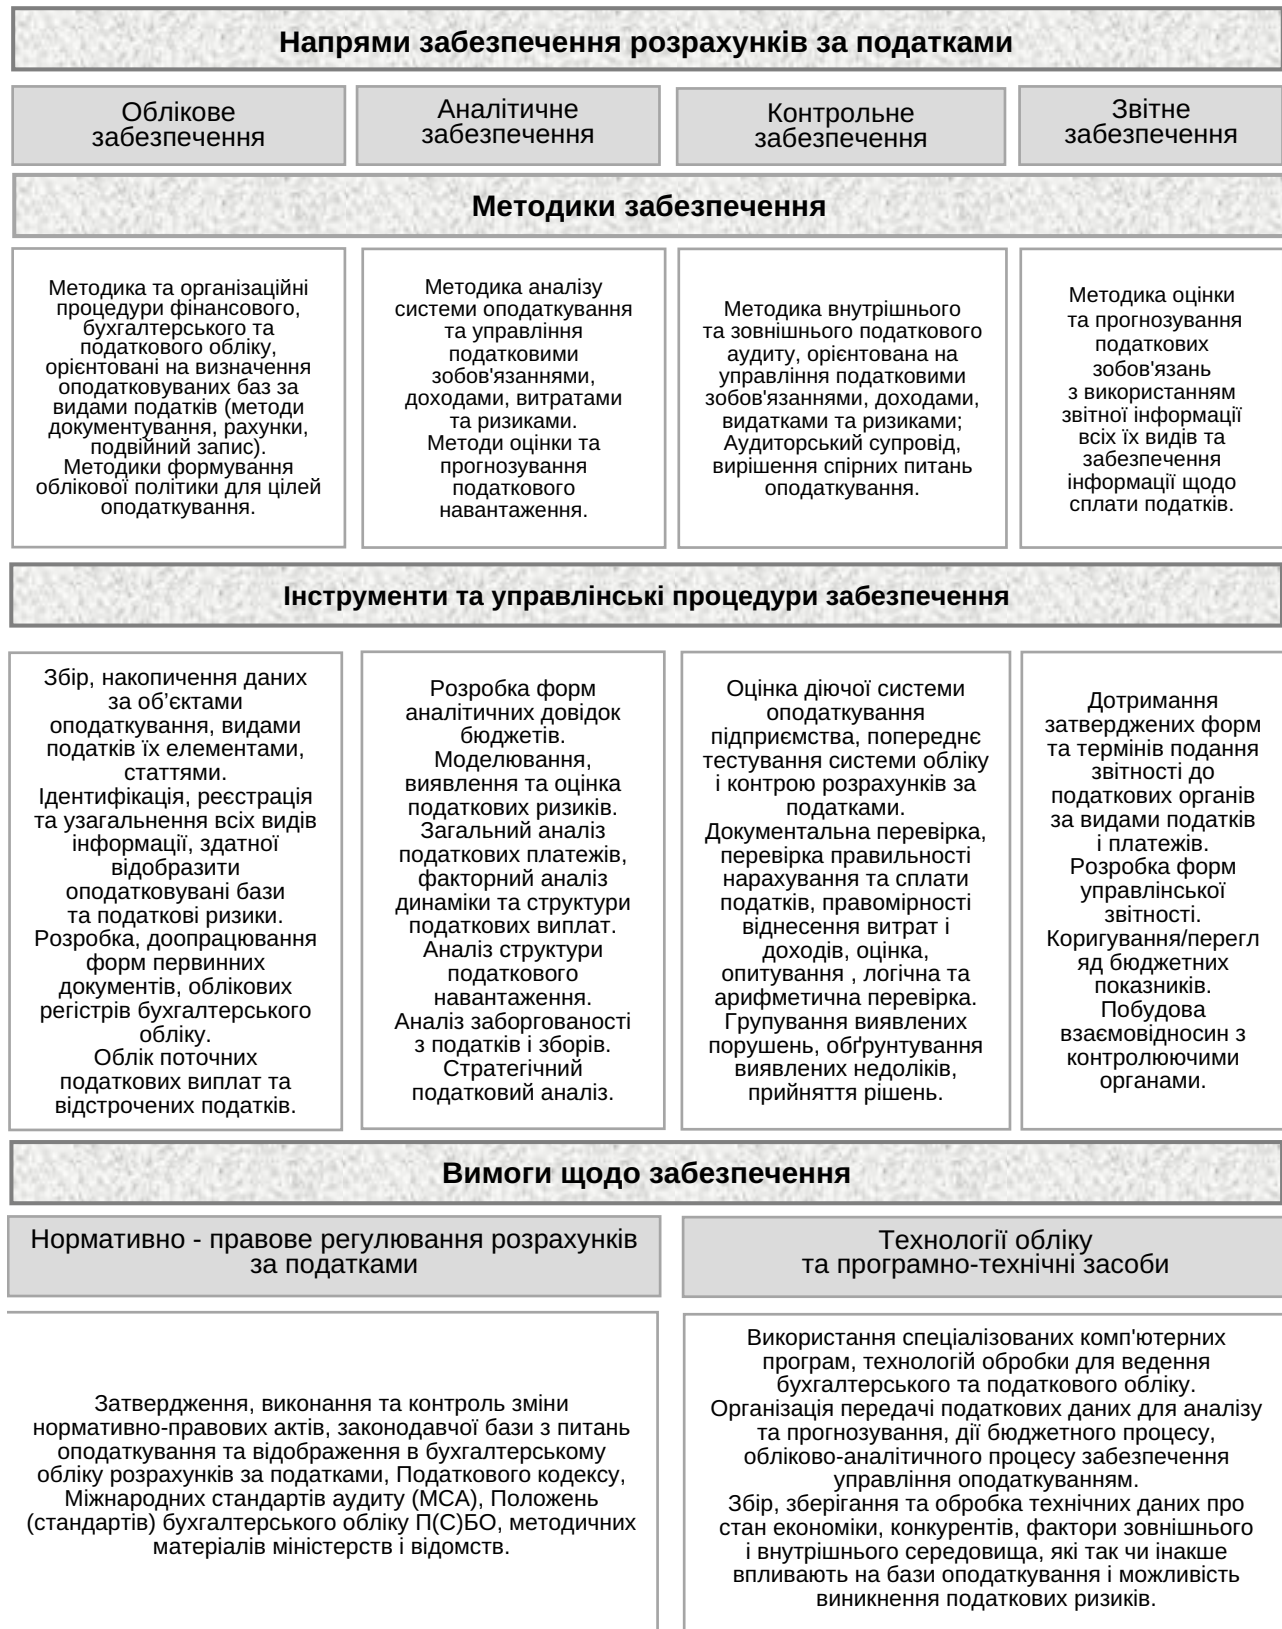 Напрями забезпечення розрахунків за податками
Облікове
забезпечення
Аналітичне
забезпечення
Контрольне
забезпечення
Звітне
забезпечення
Методики забезпечення
Методика та організаційні
процедури фінансового,
бухгалтерського та
податкового обліку,
орієнтовані на визначення
оподатковуваних баз за
видами податків (методи
документування, рахунки,
подвійний запис).
Методики формування
облікової політики для цілей
оподаткування.
Методика аналізу
системи оподаткування
та управління
податковими
зобов'язаннями,
доходами, витратами
та ризиками.
Методи оцінки та
прогнозування
податкового
навантаження.
Методика внутрішнього
та зовнішнього податкового
аудиту, орієнтована на
управління податковими
зобов'язаннями, доходами,
видатками та ризиками;
Аудиторський супровід,
вирішення спірних питань
оподаткування.
Методика оцінки
та прогнозування
податкових
зобов'язань
з використанням
звітної інформації
всіх їх видів та
забезпечення
інформації щодо
сплати податків.
Інструменти та управлінські процедури забезпечення
Збір, накопичення даних
за об’єктами
оподаткування, видами
податків їх елементами,
статтями.
Ідентифікація, реєстрація
та узагальнення всіх видів
інформації, здатної
відобразити
оподатковувані бази
та податкові ризики.
Розробка, доопрацювання
форм первинних
документів, облікових
регістрів бухгалтерського
обліку.
Облік поточних
податкових виплат та
відстрочених податків.
Розробка форм
аналітичних довідок
бюджетів.
Моделювання,
виявлення та оцінка
податкових ризиків.
Загальний аналіз
податкових платежів,
факторний аналіз
динаміки та структури
податкових виплат.
Аналіз структури
податкового
навантаження.
Аналіз заборгованості
з податків і зборів.
Стратегічний
податковий аналіз.
Оцінка діючої системи
оподаткування
підприємства, попереднє
тестування системи обліку
і контрою розрахунків за
податками.
Документальна перевірка,
перевірка правильності
нарахування та сплати
податків, правомірності
віднесення витрат і
доходів, оцінка,
опитування , логічна та
арифметична перевірка.
Групування виявлених
порушень, обґрунтування
виявлених недоліків,
прийняття рішень.
Дотримання
затверджених форм
та термінів подання
звітності до
податкових органів
за видами податків
і платежів.
Розробка форм
управлінської
звітності.
Коригування/перегл
яд бюджетних
показників.
Побудова
взаємовідносин з
контролюючими
органами.
Вимоги щодо забезпечення
Нормативно - правове регулювання розрахунків
за податками
Технології обліку
та програмно-технічні засоби
Затвердження, виконання та контроль зміни
нормативно-правових актів, законодавчої бази з питань
оподаткування та відображення в бухгалтерському
обліку розрахунків за податками, Податкового кодексу,
Міжнародних стандартів аудиту (МСА), Положень
(стандартів) бухгалтерського обліку П(С)БО, методичних
матеріалів міністерств і відомств.
Використання спеціалізованих комп'ютерних
програм, технологій обробки для ведення
бухгалтерського та податкового обліку.
Організація передачі податкових даних для аналізу
та прогнозування, дії бюджетного процесу,
обліково-аналітичного процесу забезпечення
управління оподаткуванням.
Збір, зберігання та обробка технічних даних про
стан економіки, конкурентів, фактори зовнішнього
і внутрішнього середовища, які так чи інакше
впливають на бази оподаткування і можливість
виникнення податкових ризиків.